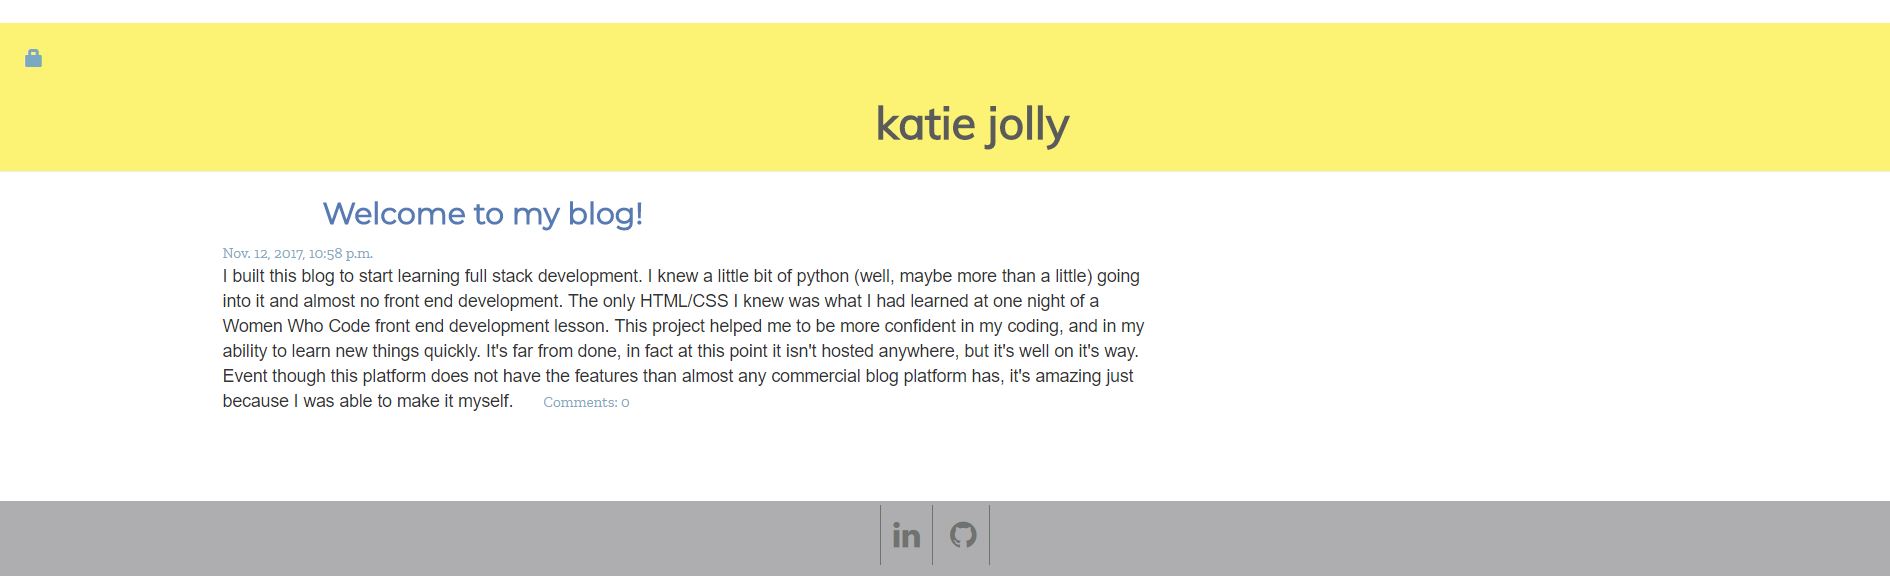 katie jolly
Welcome to my blog!
Nov. 12, 2017, 10:58 p.m.
I built this blog to start learning full stack development. I knew a little bit of python (well, maybe more than a little) going
into it and almost no front end development. The only HTML/CSS I knew was what I had learned at one night of a
Women Who Code front end development lesson. This project helped me to be more confident in my coding, and in my
ability to learn new things quickly. It's far from done, in fact at this point it isn't hosted anywhere, but it's well on it's way.
Event though this platform does not have the features than almost any commercial blog platform has, it's amazing just
because I was able to make it myself. Comments: 0
in